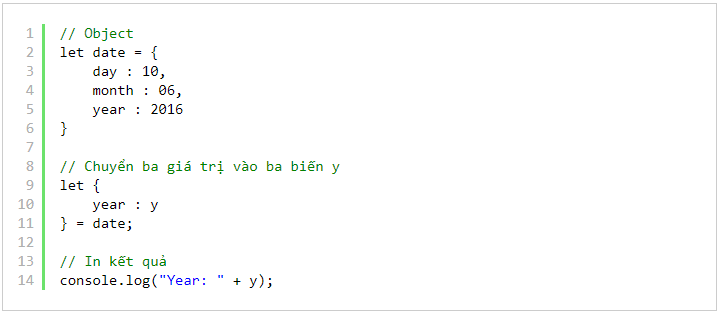 1 // Object
2 let date = {
3     day : 10,
4     month : 06,
5     year : 2016
6 }
7
8 // Chuyển ba giá trị vào ba biến y
9 let {
10     year : y
11 } = date;
12
13 // In kết quả
14 console.log("Year: " + y);